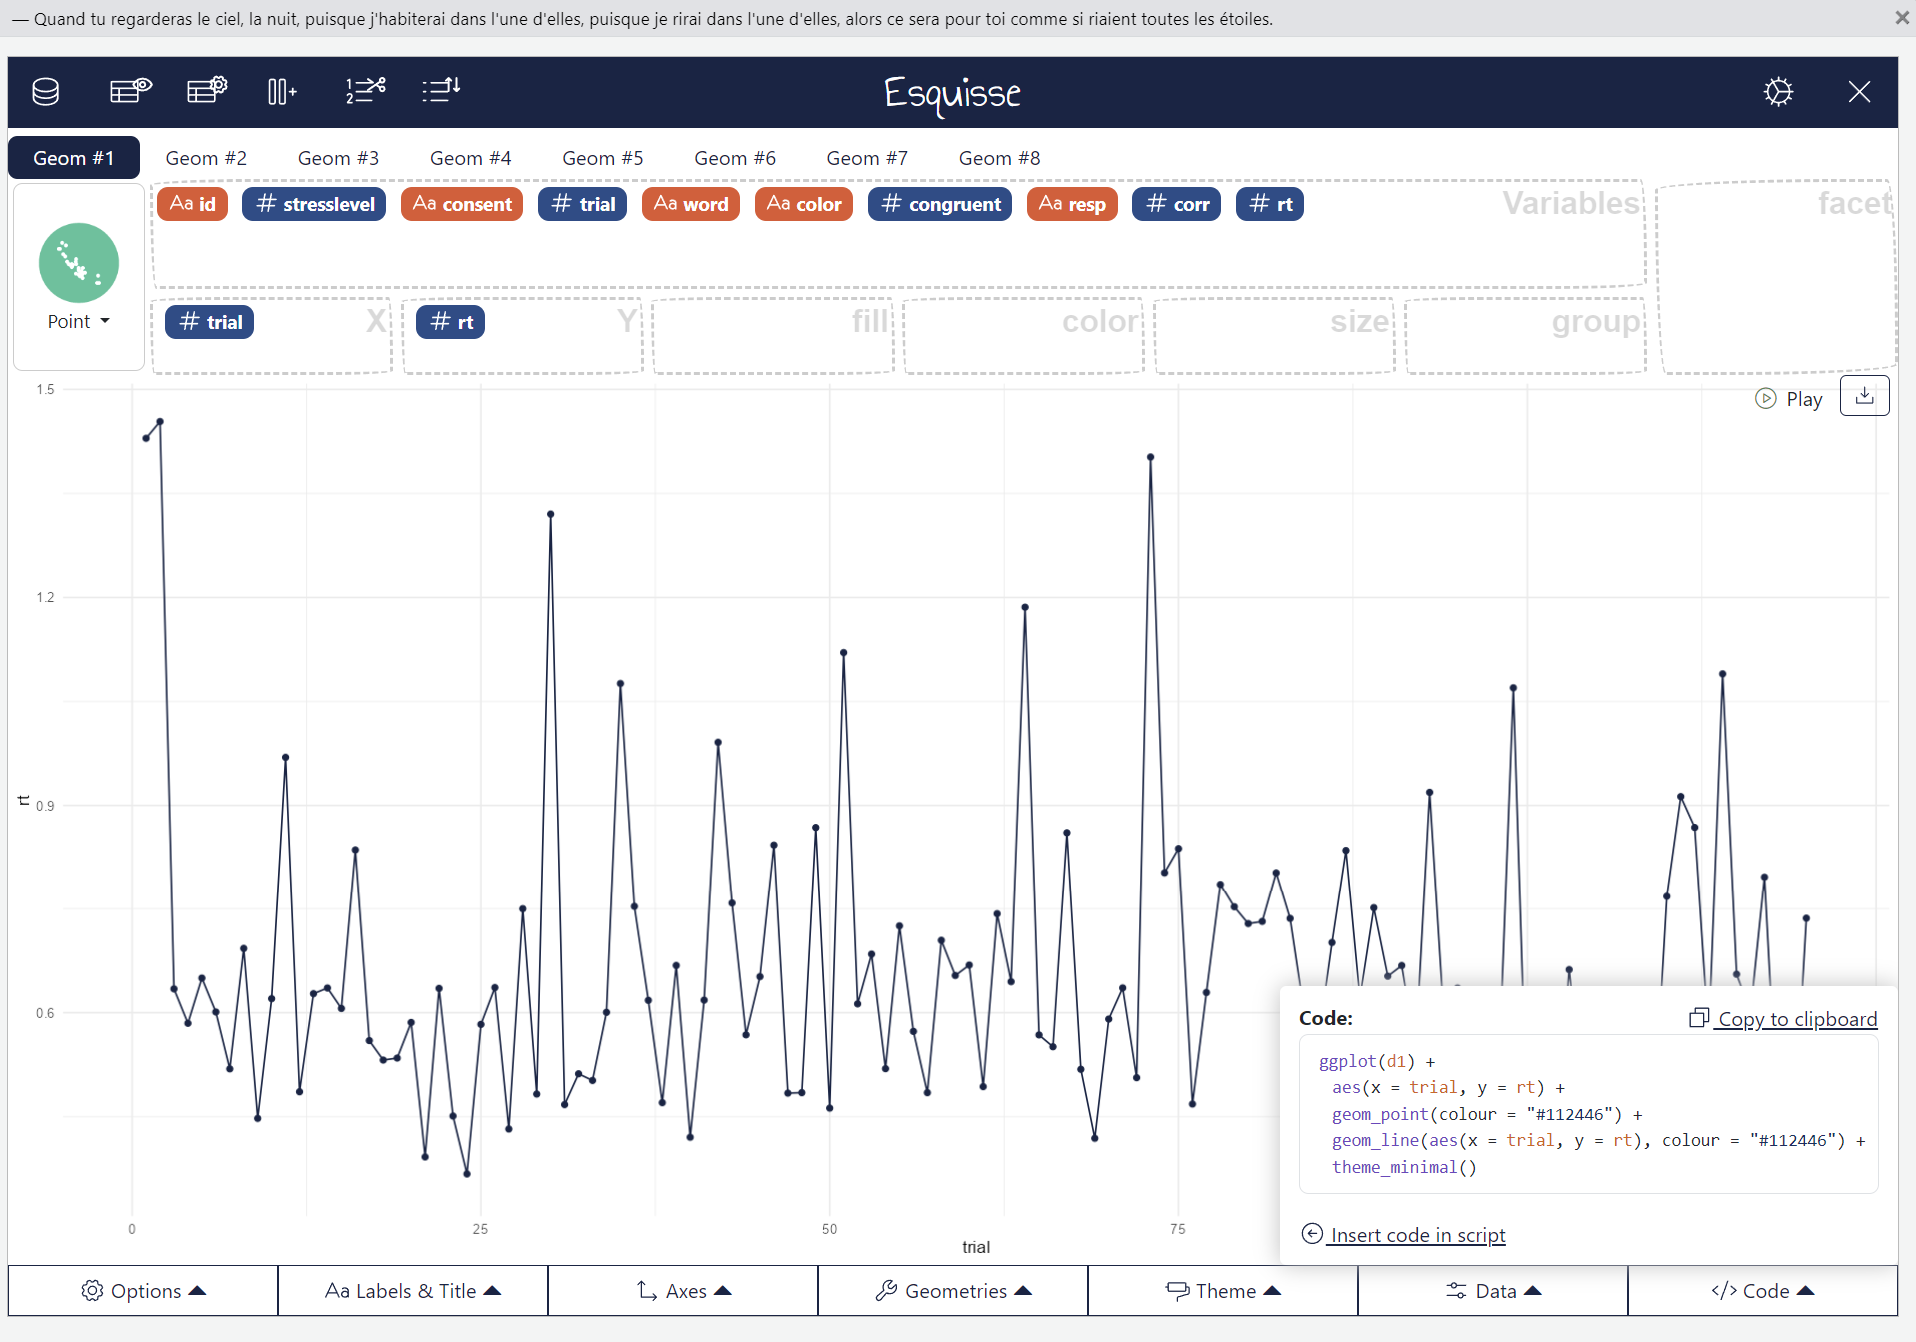 — Quand tu regarderas le ciel, la nuit, puisque j'habiterai dans l'une d'elles, puisque je rirai dans l'une d'elles, alors ce sera pour toi comme si riaient toutes les étoiles.
Esquisse
Geom #1 Geom #2 Geom #3 Geom #4 Geom #5 Geom #6 Geom #7 Geom #8
Aa id # stresslevel Aa consent # trial Aa word Aa color # congruent Aa resp # corr # rt Variables facet
Point # trial X # rt Y fill color size group
Play
1.5
1.2
0.9
0.6
rt
0 25 50 75
trial
Code: Copy to clipboard
ggplot(d1) +
aes(x = trial, y = rt) +
geom_point(colour = "#112446") +
geom_line(aes(x = trial, y = rt), colour = "#112446") +
theme_minimal()
Insert code in script
Options Aa Labels & Title Axes Geometries Theme Data </> Code